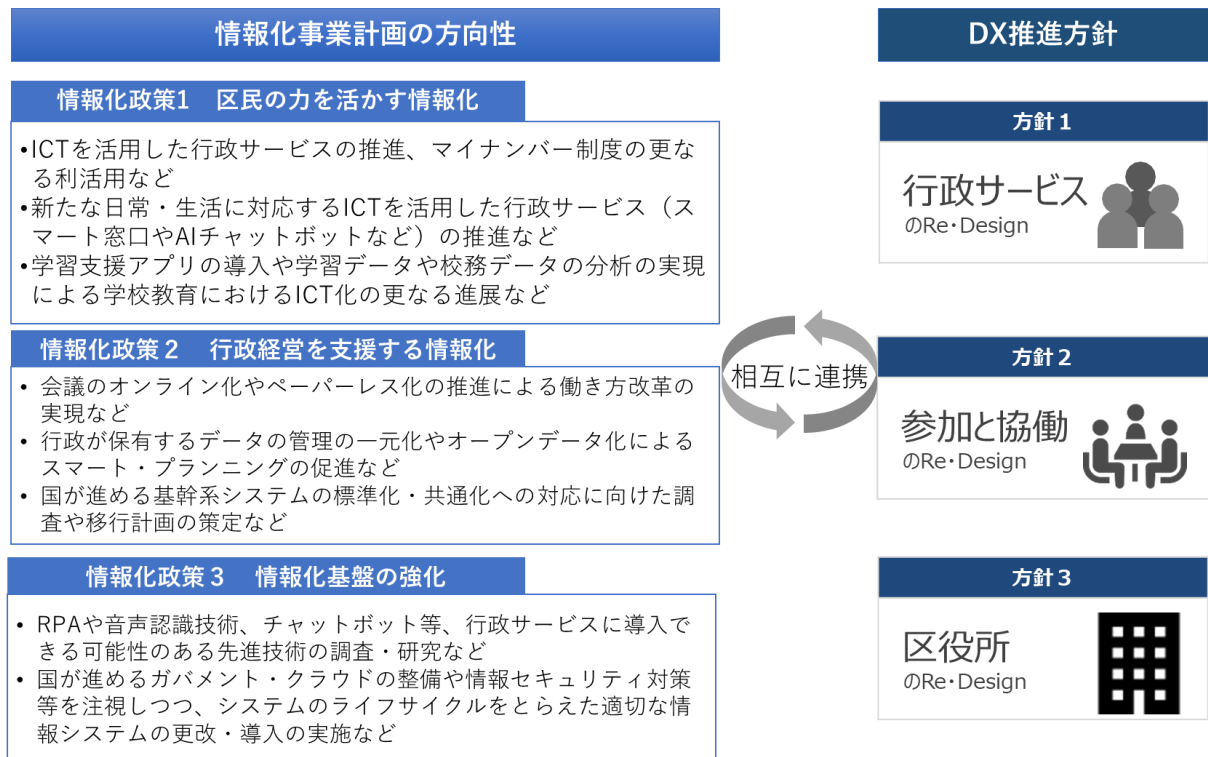 情報化事業計画の方向性
情報化政策1　区民の力を活かす情報化
•ICTを活用した行政サービスの推進、マイナンバー制度の更な
る利活用など
•新たな日常・生活に対応するICTを活用した行政サービス（ス
マート窓口やAIチャットボットなど）の推進など
•学習支援アプリの導入や学習データや校務データの分析の実現
による学校教育におけるICT化の更なる進展など
情報化政策２　行政経営を支援する情報化
• 会議のオンライン化やペーパーレス化の推進による働き方改革の
実現など
• 行政が保有するデータの管理の一元化やオープンデータ化による
スマート・プランニングの促進など
• 国が進める基幹系システムの標準化・共通化への対応に向けた調
査や移行計画の策定など
情報化政策３　情報化基盤の強化
• RPAや音声認識技術、チャットボット等、行政サービスに導入で
きる可能性のある先進技術の調査・研究など
• 国が進めるガバメント・クラウドの整備や情報セキュリティ対策
等を注視しつつ、システムのライフサイクルをとらえた適切な情
報システムの更改・導入の実施など
相互に連携
DX推進方針
方針１
行政サービス
のRe・Design
方針２
参加と協働
のRe・Design
方針３
区役所
のRe・Design